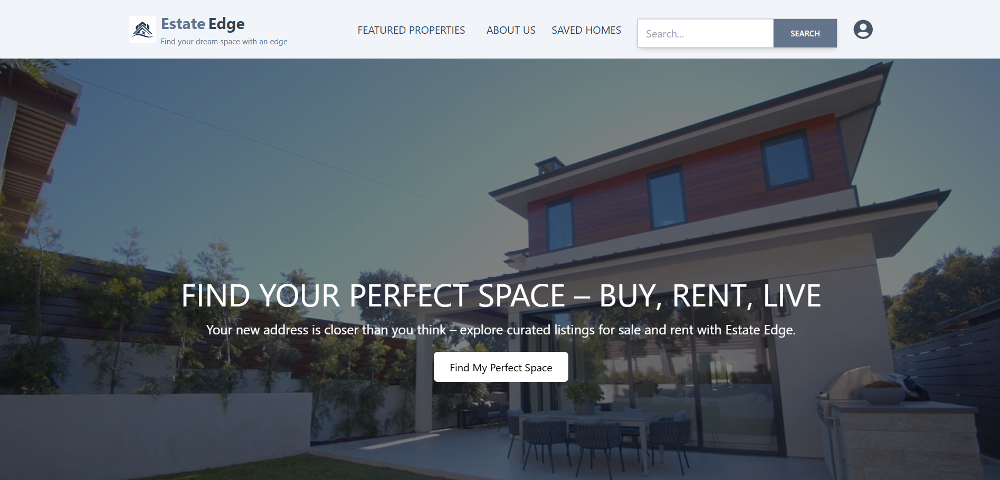 Estate Edge
Find your dream space with an edge
FEATURED PROPERTIES
ABOUT US
SAVED HOMES
Search...
SEARCH
FIND YOUR PERFECT SPACE – BUY, RENT, LIVE
Your new address is closer than you think – explore curated listings for sale and rent with Estate Edge.
Find My Perfect Space